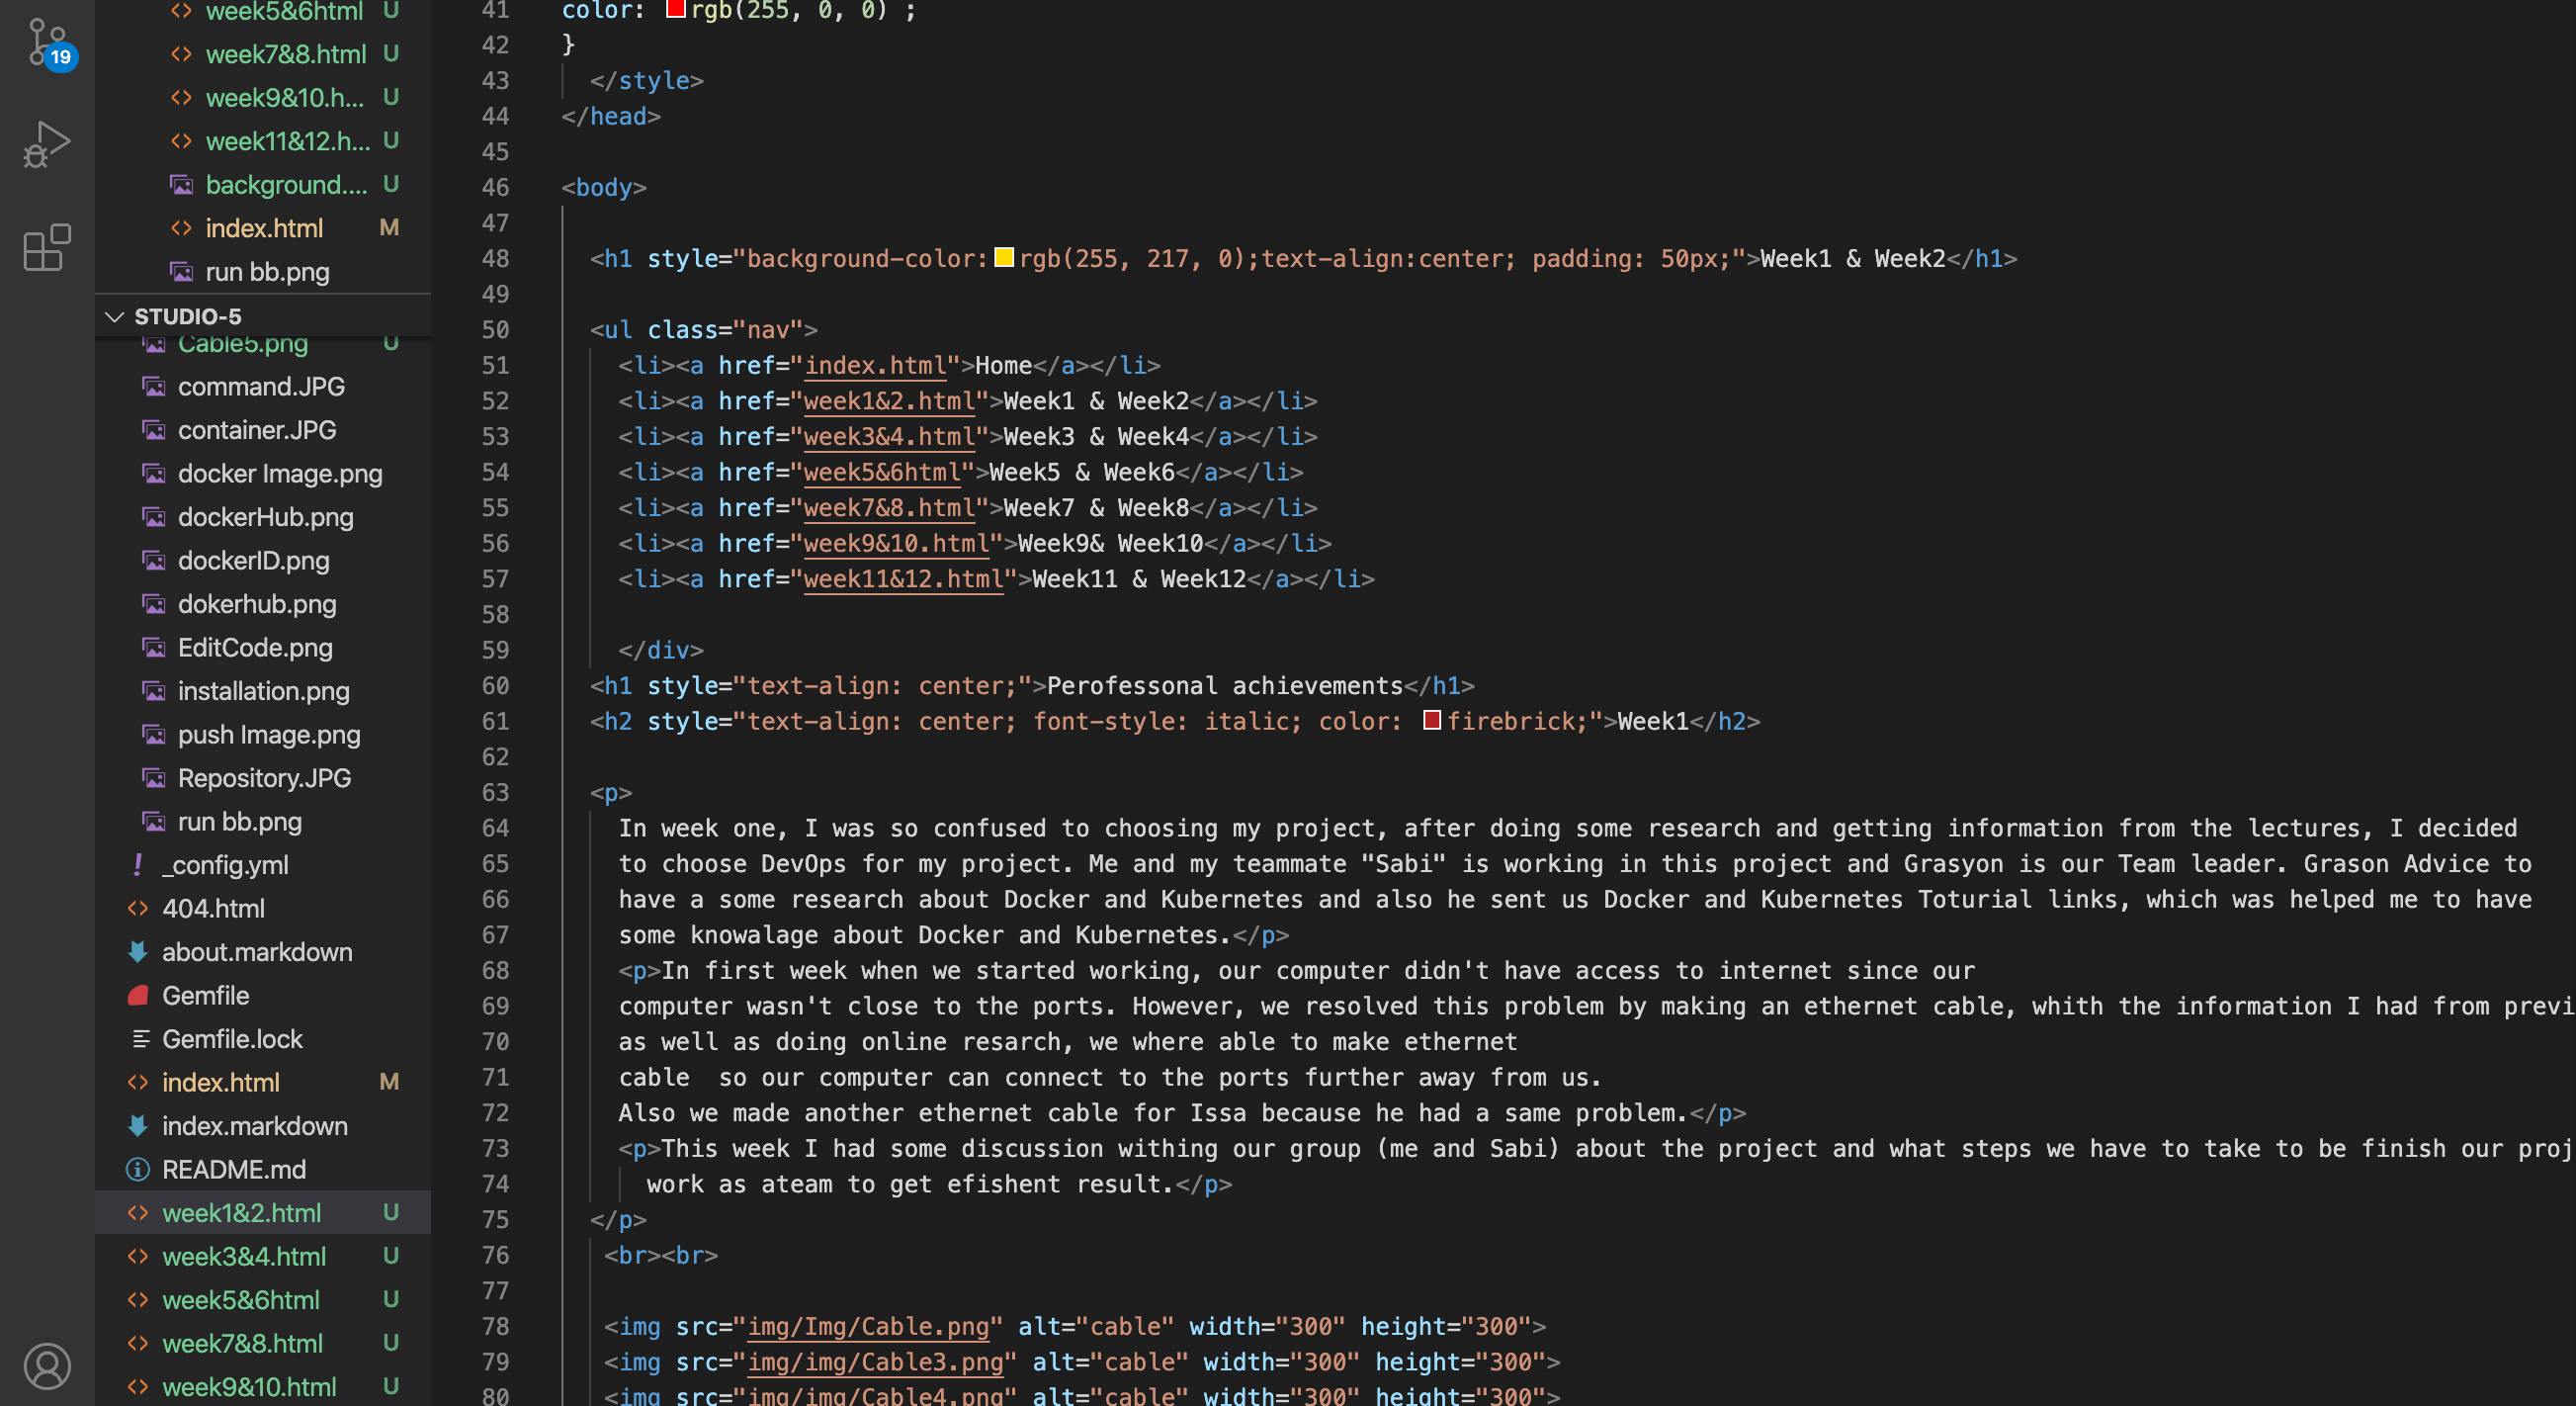 19
week5&6html U
week7&8.html U
week9&10.h... U
week11&12.h... U
background.... U
index.html M
run bb.png
STUDIO-5
Cable5.png U
command.JPG
container.JPG
docker Image.png
dockerHub.png
dockerID.png
dokerhub.png
EditCode.png
installation.png
push Image.png
Repository.JPG
run bb.png
_config.yml
404.html
about.markdown
Gemfile
Gemfile.lock
index.html M
index.markdown
README.md
week1&2.html U
week3&4.html U
week5&6html U
week7&8.html U
week9&10.html U
41 color: rgb(255, 0, 0) ;
42 }
43 </style>
44 </head>
45
46 <body>
47
48 <h1 style="background-color:rgb(255, 217, 0);text-align:center; padding: 50px;">Week1 & Week2</h1>
49
50 <ul class="nav">
51 <li><a href="index.html">Home</a></li>
52 <li><a href="week1&2.html">Week1 & Week2</a></li>
53 <li><a href="week3&4.html">Week3 & Week4</a></li>
54 <li><a href="week5&6html">Week5 & Week6</a></li>
55 <li><a href="week7&8.html">Week7 & Week8</a></li>
56 <li><a href="week9&10.html">Week9& Week10</a></li>
57 <li><a href="week11&12.html">Week11 & Week12</a></li>
58
59 </div>
60 <h1 style="text-align: center;">Perofessonal achievements</h1>
61 <h2 style="text-align: center; font-style: italic; color: firebrick;">Week1</h2>
62
63 <p>
64 In week one, I was so confused to choosing my project, after doing some research and getting information from the lectures, I decided
65 to choose DevOps for my project. Me and my teammate "Sabi" is working in this project and Grasyon is our Team leader. Grason Advice to
66 have a some research about Docker and Kubernetes and also he sent us Docker and Kubernetes Toturial links, which was helped me to have
67 some knowalage about Docker and Kubernetes.</p>
68 <p>In first week when we started working, our computer didn't have access to internet since our
69 computer wasn't close to the ports. However, we resolved this problem by making an ethernet cable, whith the information I had from previ
70 as well as doing online resarch, we where able to make ethernet
71 cable  so our computer can connect to the ports further away from us.
72 Also we made another ethernet cable for Issa because he had a same problem.</p>
73 <p>This week I had some discussion withing our group (me and Sabi) about the project and what steps we have to take to be finish our proj
74 work as ateam to get efishent result.</p>
75 </p>
76 <br><br>
77
78 <img src="img/Img/Cable.png" alt="cable" width="300" height="300">
79 <img src="img/img/Cable3.png" alt="cable" width="300" height="300">
80 <img src="img/img/Cable4.png" alt="cable" width="300" height="300">